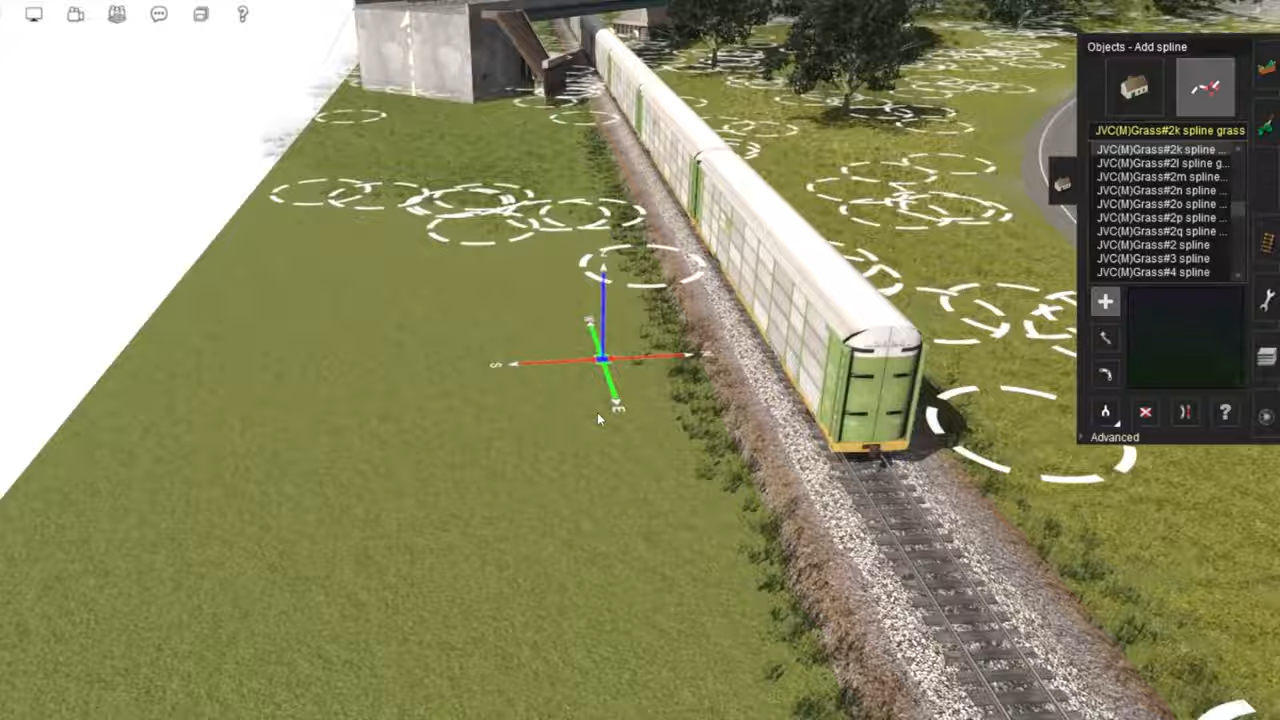 Objects - Add spline
JVC(M)Grass#2k spline grass
JVC(M)Grass#2k spline ...
JVC(M)Grass#2l spline g...
JVC(M)Grass#2m spline...
JVC(M)Grass#2n spline ...
JVC(M)Grass#2o spline ...
JVC(M)Grass#2p spline ...
JVC(M)Grass#2q spline ...
JVC(M)Grass#2 spline
JVC(M)Grass#3 spline
JVC(M)Grass#4 spline
Advanced
S
E